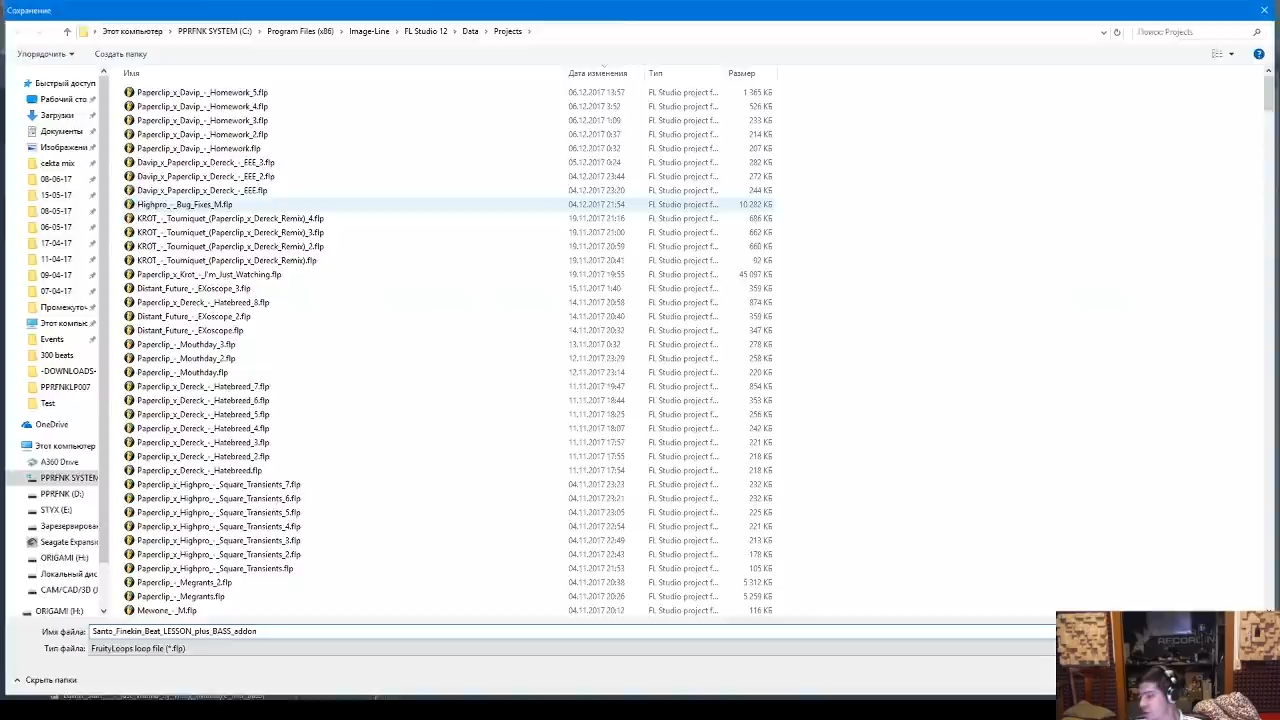 Сохранение
Этот компьютер › PPRFNK SYSTEM (C:) › Program Files (x86) › Image-Line › FL Studio 12 › Data › Projects ›
Поиск: Projects
Упорядочить
Создать папку
Имя
Дата изменения
Тип
Размер
Быстрый доступ
Рабочий сто
Загрузки
Документы
Изображени
cekta mix
08-06-17
15-05-17
08-05-17
06-05-17
17-04-17
11-04-17
09-04-17
07-04-17
Промежуточ
Этот компьк
Events
300 beats
-DOWNLOADS-
PPRFNKLP007
Test
OneDrive
Этот компьютер
A360 Drive
PPRFNK SYSTEM
PPRFNK (D:)
STYX (E:)
Зарезервирова
Seagate Expansi
ORIGAMI (H:)
Локальный дис
CAM/CAD/3D (J
ORIGAMI (H:)
Paperclip_x_Davip_-_Homework_5.flp 06.12.2017 13:57 FL Studio project f... 1 365 КБ
Paperclip_x_Davip_-_Homework_4.flp 06.12.2017 3:52 FL Studio project f... 526 КБ
Paperclip_x_Davip_-_Homework_3.flp 06.12.2017 1:09 FL Studio project f... 233 КБ
Paperclip_x_Davip_-_Homework_2.flp 06.12.2017 0:37 FL Studio project f... 214 КБ
Paperclip_x_Davip_-_Homework.flp 06.12.2017 0:32 FL Studio project f... 207 КБ
Davip_x_Paperclip_x_Dereck_-_EEE_3.flp 05.12.2017 0:24 FL Studio project f... 282 КБ
Davip_x_Paperclip_x_Dereck_-_EEE_2.flp 04.12.2017 23:44 FL Studio project f... 272 КБ
Davip_x_Paperclip_x_Dereck_-_EEE.flp 04.12.2017 23:20 FL Studio project f... 244 КБ
Highpro_-_Bug_Fixes_M.flp 04.12.2017 21:54 FL Studio project f... 10 282 КБ
KROT_-_Tourniquet_(Paperclip_x_Dereck_Remix)_4.flp 19.11.2017 21:16 FL Studio project f... 686 КБ
KROT_-_Tourniquet_(Paperclip_x_Dereck_Remix)_3.flp 19.11.2017 21:00 FL Studio project f... 662 КБ
KROT_-_Tourniquet_(Paperclip_x_Dereck_Remix)_2.flp 19.11.2017 20:59 FL Studio project f... 660 КБ
KROT_-_Tourniquet_(Paperclip_x_Dereck_Remix).flp 19.11.2017 20:41 FL Studio project f... 92 КБ
Paperclip_x_Krot_-_I'm_Just_Watching.flp 19.11.2017 19:55 FL Studio project f... 45 097 КБ
Distant_Future_-_EXoscope_3.flp 15.11.2017 1:40 FL Studio project f... 359 КБ
Paperclip_x_Dereck_-_Hatebreed_8.flp 14.11.2017 20:58 FL Studio project f... 874 КБ
Distant_Future_-_EXoscope_2.flp 14.11.2017 20:40 FL Studio project f... 359 КБ
Distant_Future_-_EXoscope.flp 14.11.2017 20:32 FL Studio project f... 347 КБ
Paperclip_-_Mouthday_3.flp 13.11.2017 0:32 FL Studio project f... 278 КБ
Paperclip_-_Mouthday_2.flp 12.11.2017 23:29 FL Studio project f... 258 КБ
Paperclip_-_Mouthday.flp 12.11.2017 23:14 FL Studio project f... 220 КБ
Paperclip_x_Dereck_-_Hatebreed_7.flp 11.11.2017 19:47 FL Studio project f... 854 КБ
Paperclip_x_Dereck_-_Hatebreed_6.flp 11.11.2017 18:44 FL Studio project f... 353 КБ
Paperclip_x_Dereck_-_Hatebreed_5.flp 11.11.2017 18:25 FL Studio project f... 256 КБ
Paperclip_x_Dereck_-_Hatebreed_4.flp 11.11.2017 18:07 FL Studio project f... 242 КБ
Paperclip_x_Dereck_-_Hatebreed_3.flp 11.11.2017 17:57 FL Studio project f... 221 КБ
Paperclip_x_Dereck_-_Hatebreed_2.flp 11.11.2017 17:55 FL Studio project f... 218 КБ
Paperclip_x_Dereck_-_Hatebreed.flp 11.11.2017 17:54 FL Studio project f... 218 КБ
Paperclip_x_Highpro_-_Square_Transients_7.flp 04.11.2017 23:23 FL Studio project f... 232 КБ
Paperclip_x_Highpro_-_Square_Transients_6.flp 04.11.2017 23:21 FL Studio project f... 232 КБ
Paperclip_x_Highpro_-_Square_Transients_5.flp 04.11.2017 23:05 FL Studio project f... 225 КБ
Paperclip_x_Highpro_-_Square_Transients_4.flp 04.11.2017 22:54 FL Studio project f... 221 КБ
Paperclip_x_Highpro_-_Square_Transients_3.flp 04.11.2017 22:49 FL Studio project f... 213 КБ
Paperclip_x_Highpro_-_Square_Transients_2.flp 04.11.2017 22:43 FL Studio project f... 178 КБ
Paperclip_x_Highpro_-_Square_Transients.flp 04.11.2017 21:53 FL Studio project f... 105 КБ
Paperclip_-_Megrants_2.flp 04.11.2017 20:38 FL Studio project f... 5 312 КБ
Paperclip_-_Megrants.flp 04.11.2017 20:26 FL Studio project f... 5 259 КБ
Mewone_-_M.flp 04.11.2017 20:12 FL Studio project f... 116 КБ
Имя файла: Santo_Finekin_Beat_LESSON_plus_BASS_addon
Тип файла: FruityLoops loop file (*.flp)
Скрыть папки